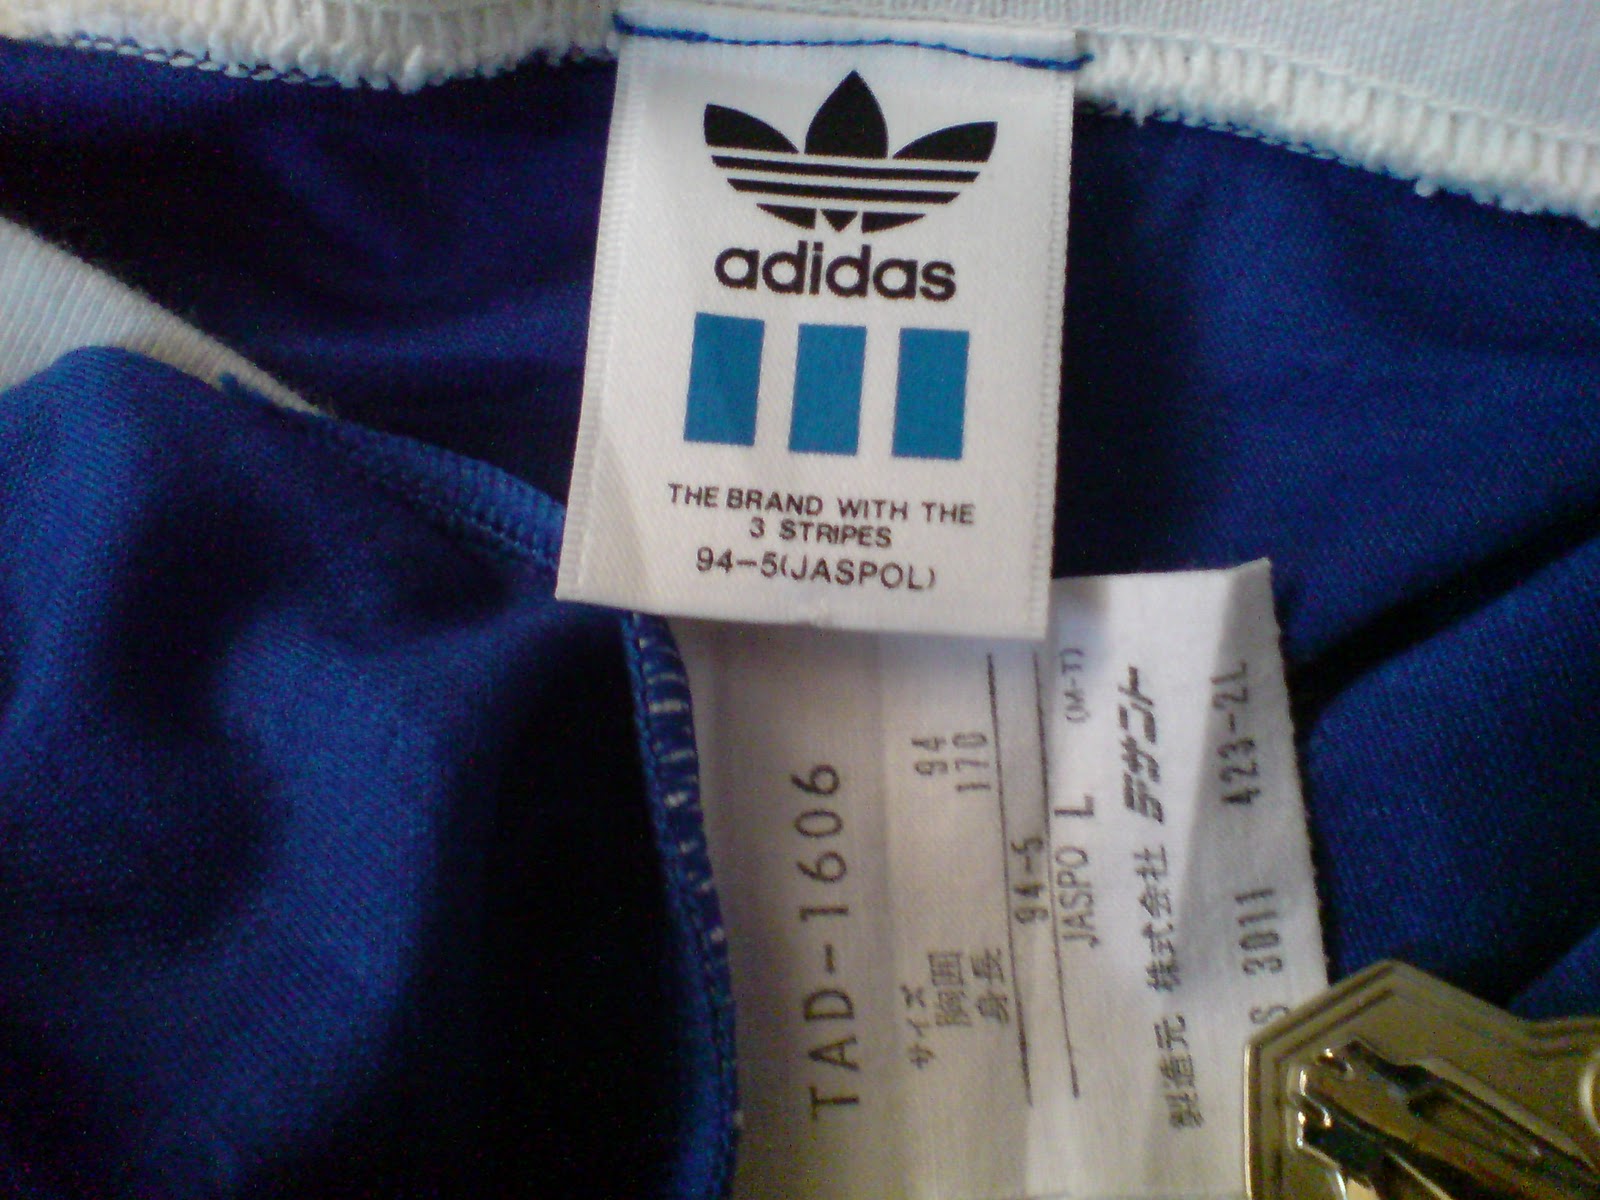 adidas
THE BRAND WITH THE
3 STRIPES
94-5(JASPOL)
TAD-1606
サイズ
胸囲 94
身長 170
94-5
JASPO L (M-T)
製造元 株式会社 デサント
3011 423-2L